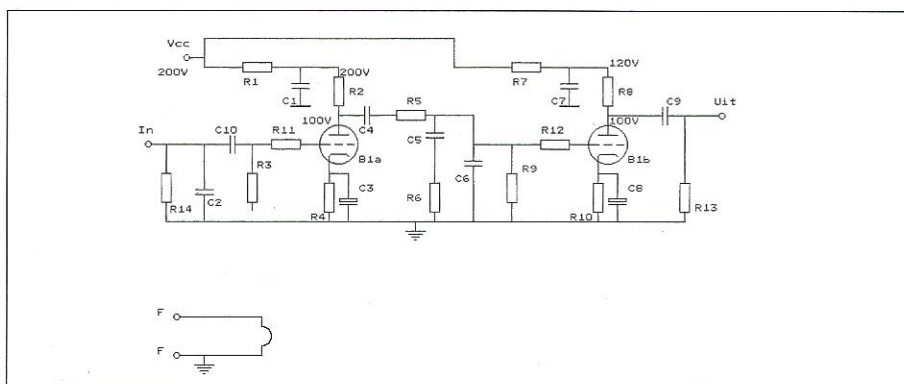 Vcc
200V
R1
C1
200V
R2
100V
C4
R5
R7
C7
120V
R8
100V
C9
Uit
In
C10
R11
R3
B1a
C5
C6
R12
B1b
R14
C2
R4
C3
R6
R9
R10
C8
R13
F
F